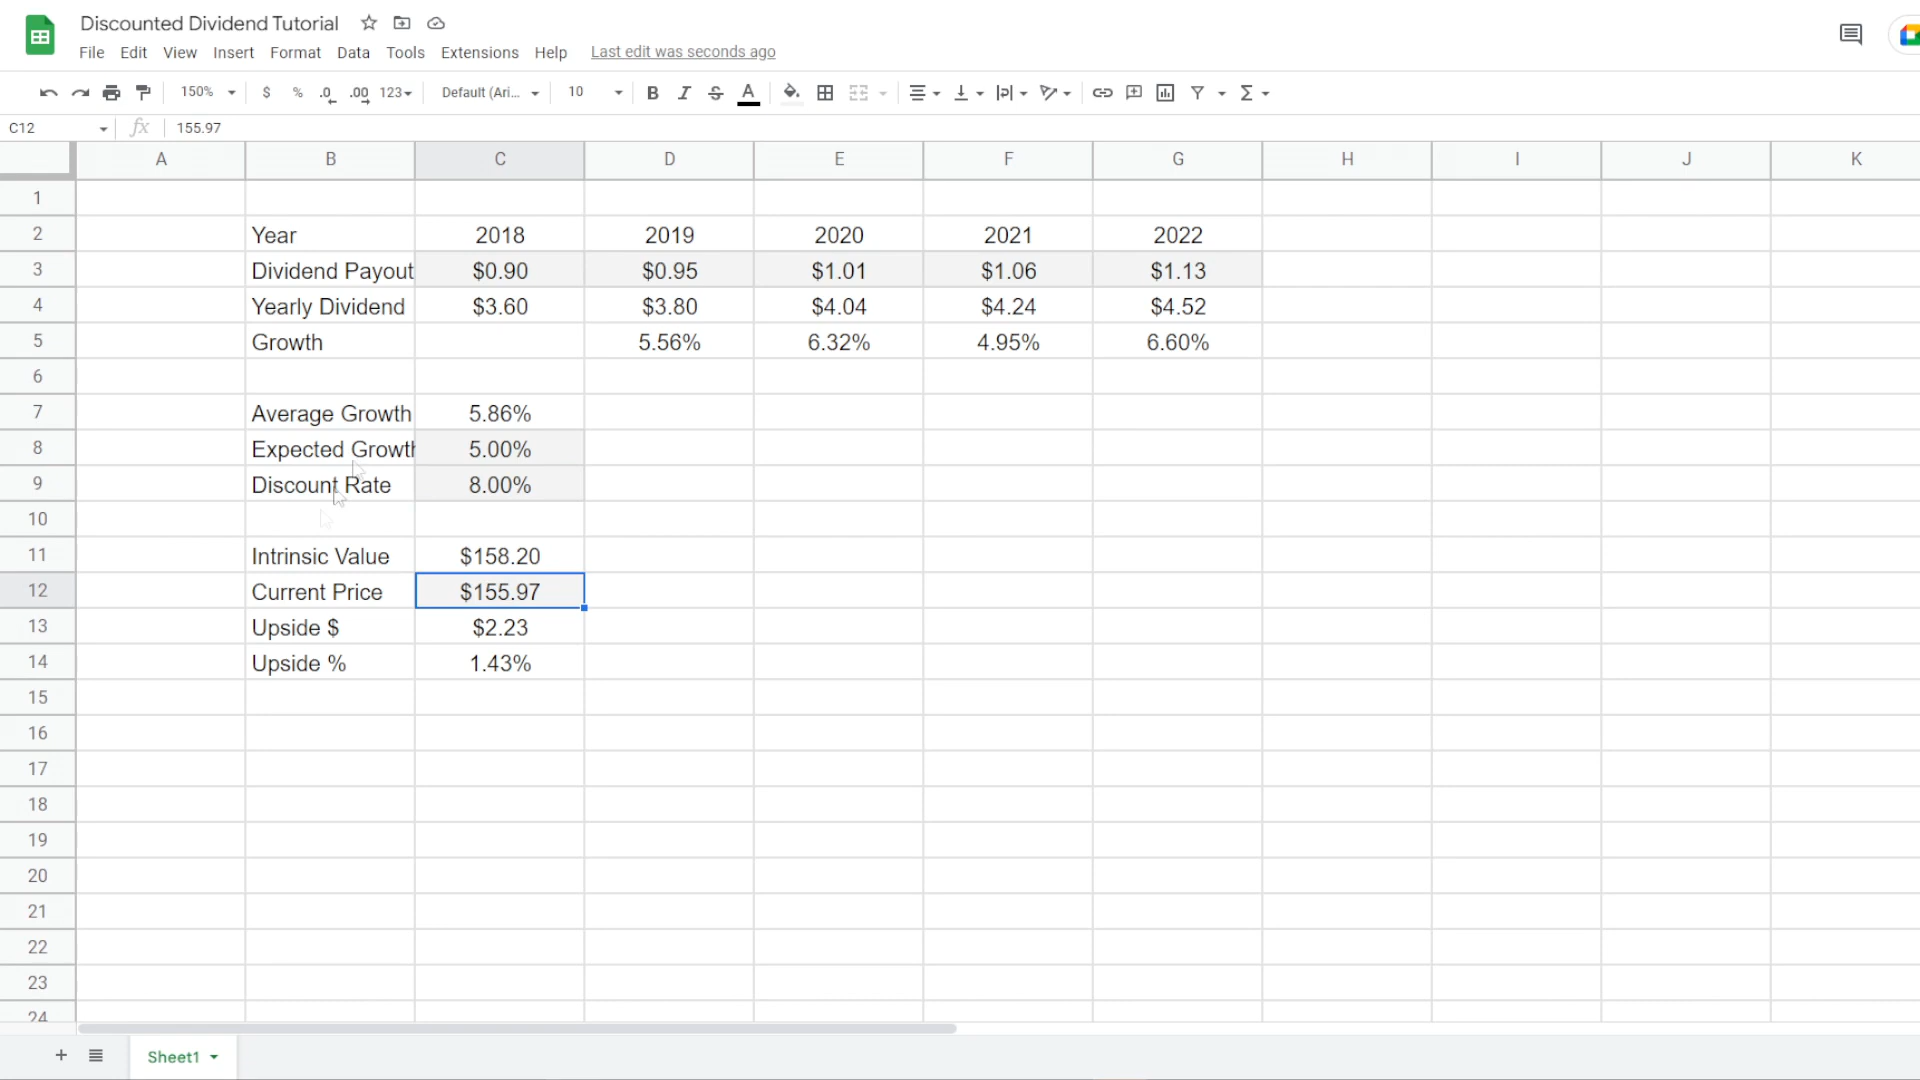 Discounted Dividend Tutorial
File Edit View Insert Format Data Tools Extensions Help Last edit was seconds ago
150% $ % .0 .00 123 Default (Ari... 10 B I S A Σ
C12 fx 155.97
A B C D E F G H I J K
1
2 Year 2018 2019 2020 2021 2022
3 Dividend Payout $0.90 $0.95 $1.01 $1.06 $1.13
4 Yearly Dividend $3.60 $3.80 $4.04 $4.24 $4.52
5 Growth 5.56% 6.32% 4.95% 6.60%
6
7 Average Growth 5.86%
8 Expected Growth 5.00%
9 Discount Rate 8.00%
10
11 Intrinsic Value $158.20
12 Current Price $155.97
13 Upside $ $2.23
14 Upside % 1.43%
15
16
17
18
19
20
21
22
23
24
+ Sheet1